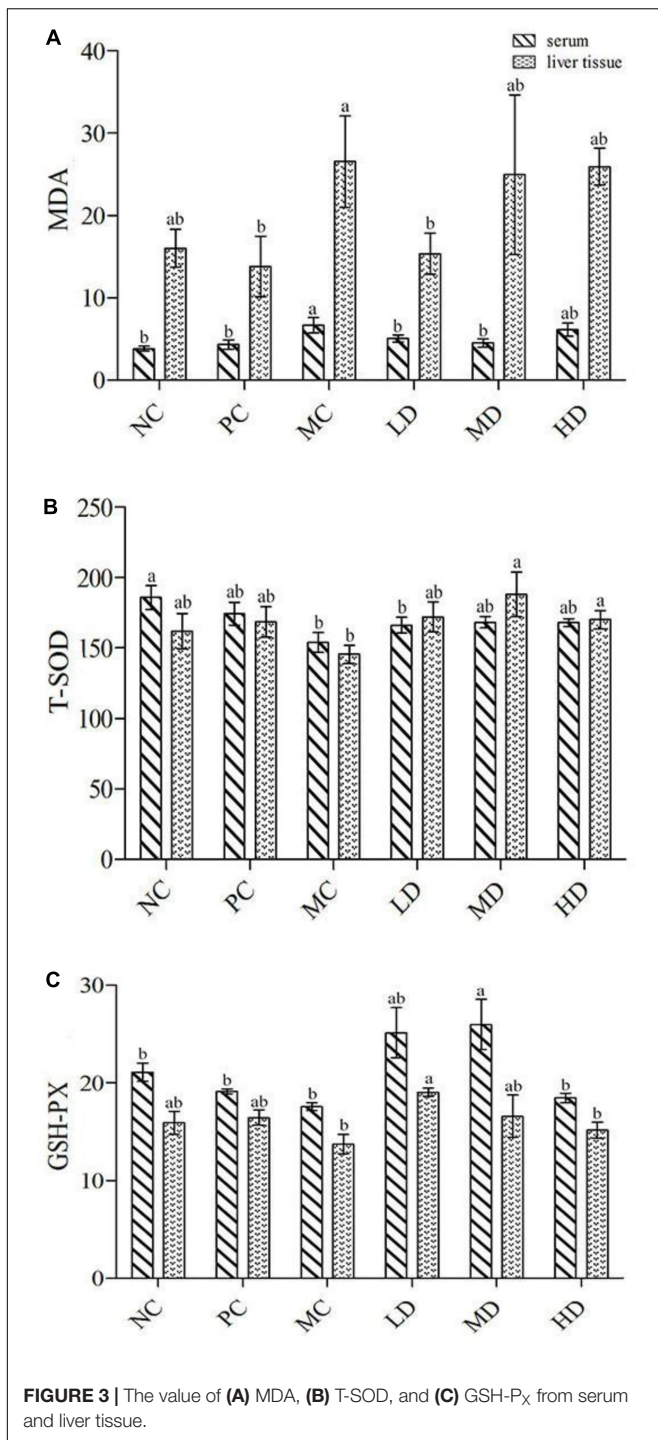 A
serum
liver tissue
40
30
20
10
0
MDA
b ab b b a a b b b ab ab ab
NC PC MC LD MD HD
B
250
200
150
100
50
0
T-SOD
a ab ab ab b b b ab ab a ab a
NC PC MC LD MD HD
C
30
20
10
0
GSH-PX
b ab b ab b b ab a a ab b b
NC PC MC LD MD HD
FIGURE 3 | The value of (A) MDA, (B) T-SOD, and (C) GSH-PX from serum
and liver tissue.